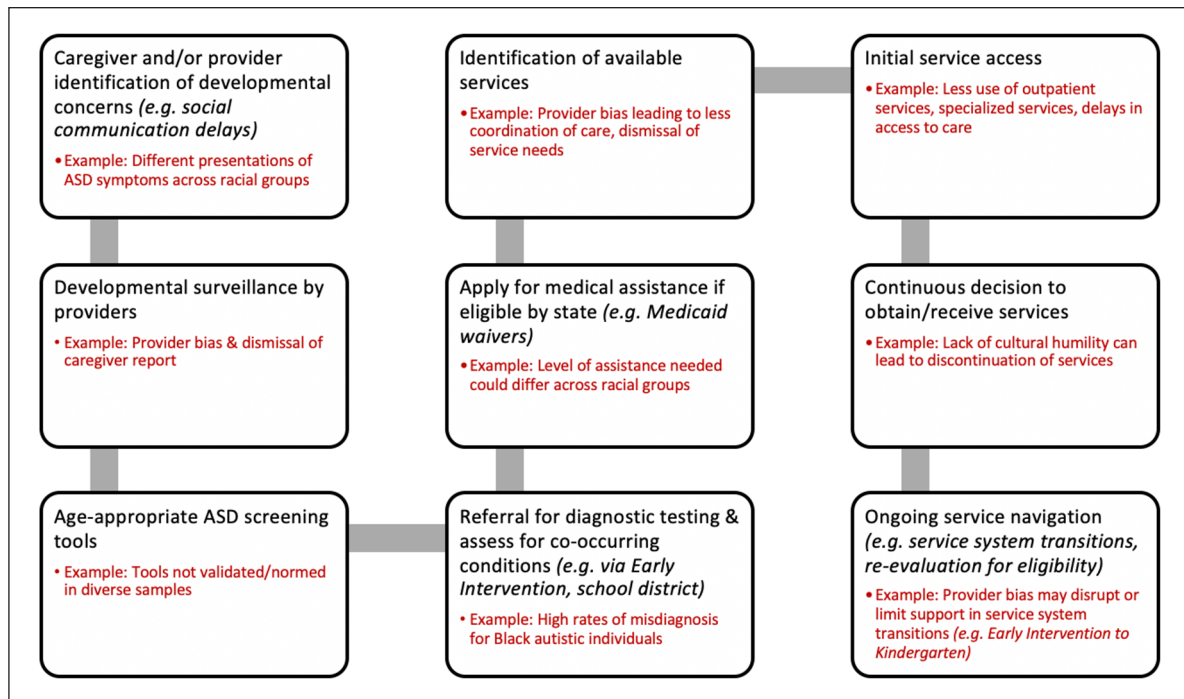 Caregiver and/or provider
identification of developmental
concerns (e.g. social
communication delays)
• Example: Different presentations of
ASD symptoms across racial groups
Developmental surveillance by
providers
• Example: Provider bias & dismissal of
caregiver report
Age-appropriate ASD screening
tools
• Example: Tools not validated/normed
in diverse samples
Referral for diagnostic testing &
assess for co-occurring
conditions (e.g. via Early
Intervention, school district)
• Example: High rates of misdiagnosis
for Black autistic individuals
Apply for medical assistance if
eligible by state (e.g. Medicaid
waivers)
• Example: Level of assistance needed
could differ across racial groups
Identification of available
services
• Example: Provider bias leading to less
coordination of care, dismissal of
service needs
Initial service access
• Example: Less use of outpatient
services, specialized services, delays in
access to care
Continuous decision to
obtain/receive services
• Example: Lack of cultural humility can
lead to discontinuation of services
Ongoing service navigation
(e.g. service system transitions,
re-evaluation for eligibility)
• Example: Provider bias may disrupt or
limit support in service system
transitions (e.g. Early Intervention to
Kindergarten)